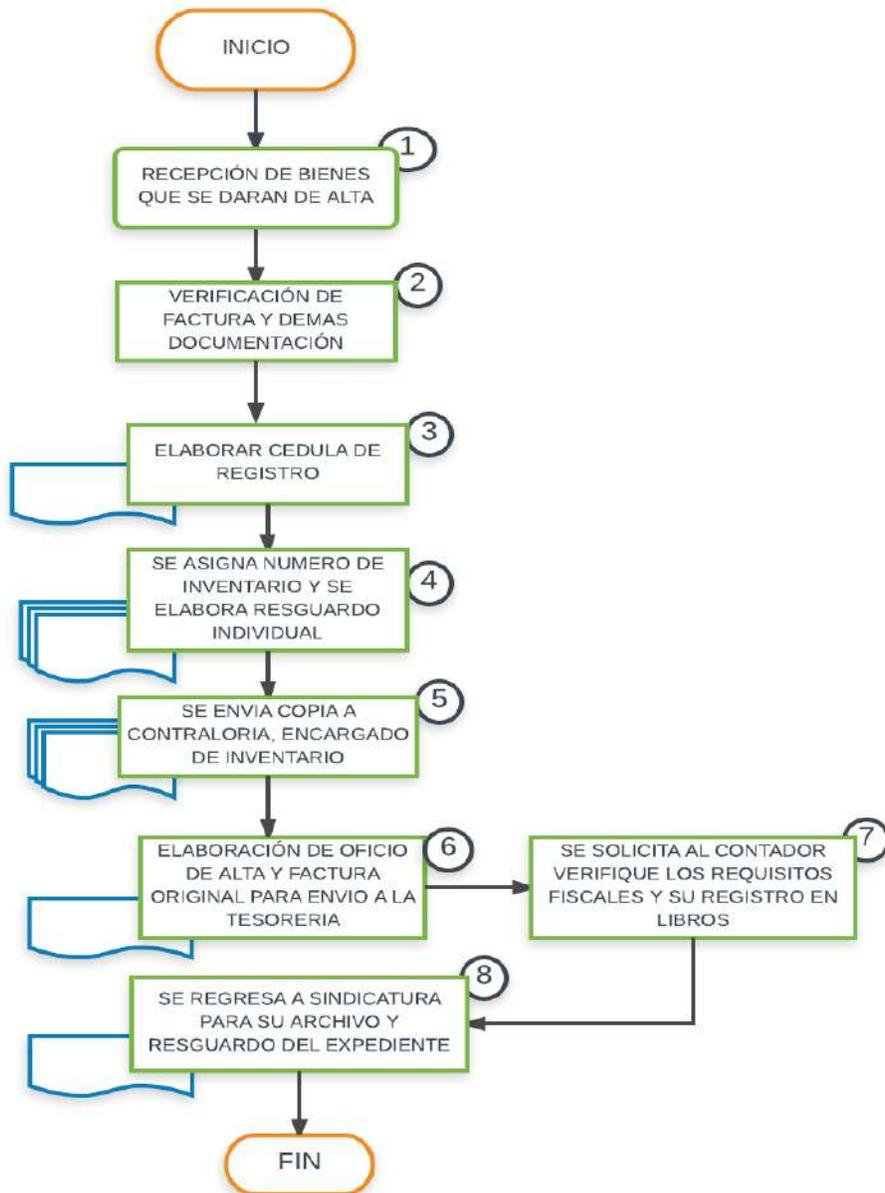 INICIO
1
RECEPCIÓN DE BIENES
QUE SE DARAN DE ALTA
2
VERIFICACIÓN DE
FACTURA Y DEMAS
DOCUMENTACIÓN
3
ELABORAR CEDULA DE
REGISTRO
4
SE ASIGNA NUMERO DE
INVENTARIO Y SE
ELABORA RESGUARDO
INDIVIDUAL
5
SE ENVIA COPIA A
CONTRALORIA, ENCARGADO
DE INVENTARIO
6
ELABORACIÓN DE OFICIO
DE ALTA Y FACTURA
ORIGINAL PARA ENVIO A LA
TESORERIA
7
SE SOLICITA AL CONTADOR
VERIFIQUE LOS REQUISITOS
FISCALES Y SU REGISTRO EN
LIBROS
8
SE REGRESA A SINDICATURA
PARA SU ARCHIVO Y
RESGUARDO DEL EXPEDIENTE
FIN